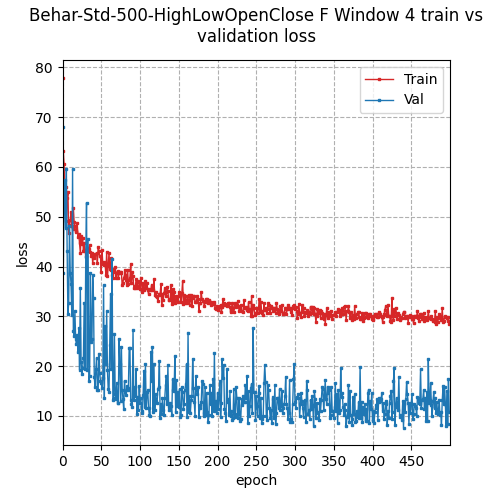 Behar-Std-500-HighLowOpenClose F Window 4 train vs
validation loss
Train
Val
80
70
60
50
40
30
20
10
loss
0 50 100 150 200 250 300 350 400 450
epoch